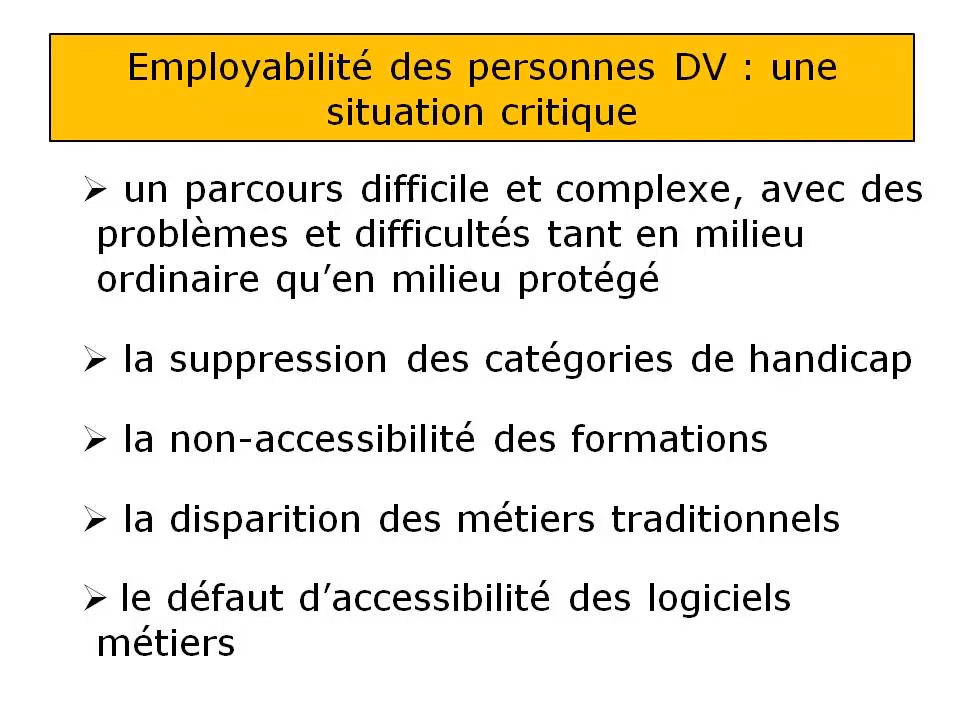 Employabilité des personnes DV : une
situation critique
➢ un parcours difficile et complexe, avec des
problèmes et difficultés tant en milieu
ordinaire qu’en milieu protégé
➢ la suppression des catégories de handicap
➢ la non-accessibilité des formations
➢ la disparition des métiers traditionnels
➢ le défaut d’accessibilité des logiciels
métiers